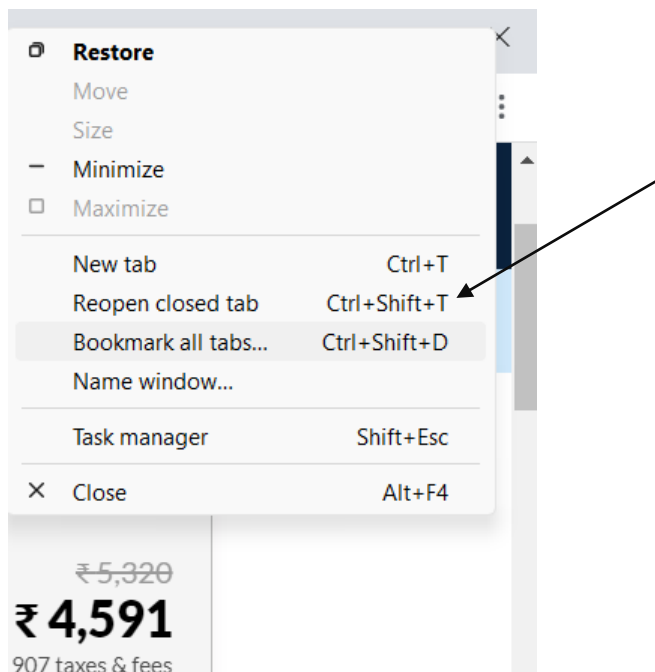 Restore
Move
Size
Minimize
Maximize
New tab Ctrl+T
Reopen closed tab Ctrl+Shift+T
Bookmark all tabs... Ctrl+Shift+D
Name window...
Task manager Shift+Esc
Close Alt+F4
₹ 5,320
₹ 4,591
907 taxes & fees